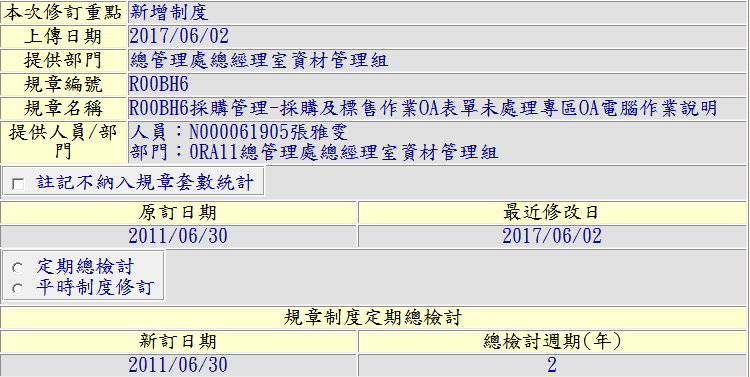 本次修訂重點 新增制度
上傳日期 2017/06/02
提供部門 總管理處總經理室資材管理組
規章編號 R00BH6
規章名稱 R00BH6採購管理-採購及標售作業OA表單未處理專區OA電腦作業說明
提供人員/部門 人員：N000061905張雅雯
部門：0RA11總管理處總經理室資材管理組
註記不納入規章套數統計
原訂日期 最近修改日
2011/06/30 2017/06/02
定期總檢討
平時制度修訂
規章制度定期總檢討
新訂日期 總檢討週期(年)
2011/06/30 2